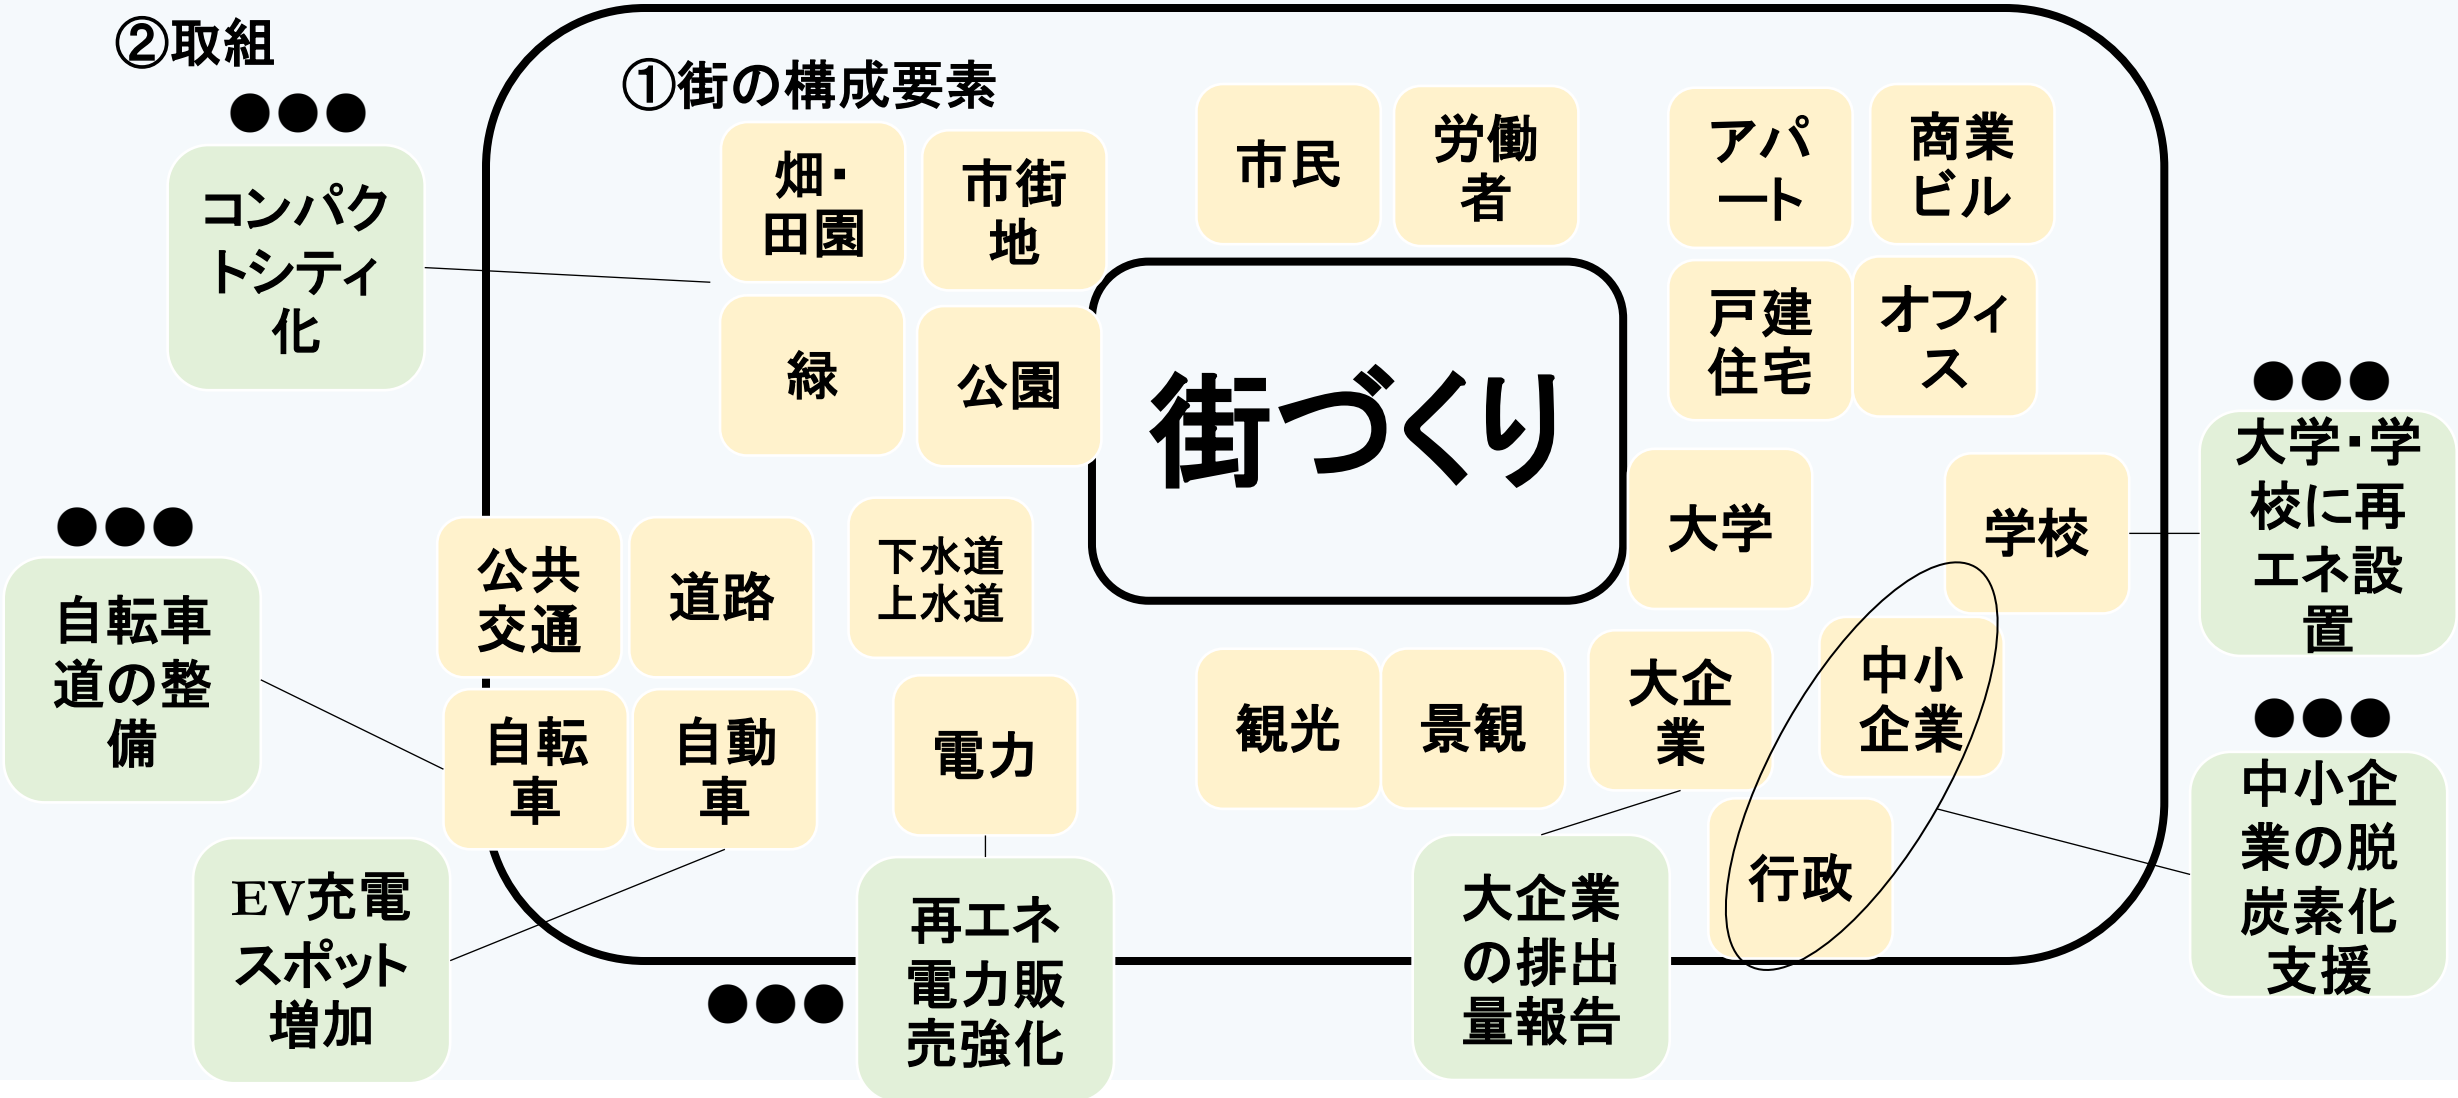 ②取組
①街の構成要素
コンパク
トシティ
化
畑・
田園
市街
地
緑
公園
市民
労働
者
アパ
ート
商業
ビル
戸建
住宅
オフィ
ス
街づくり
大学
学校
大学・学
校に再
エネ設
置
公共
交通
道路
下水道
上水道
自転車
道の整
備
自転
車
自動
車
電力
観光
景観
大企
業
中小
企業
行政
中小企
業の脱
炭素化
支援
EV充電
スポット
増加
再エネ
電力販
売強化
大企業
の排出
量報告